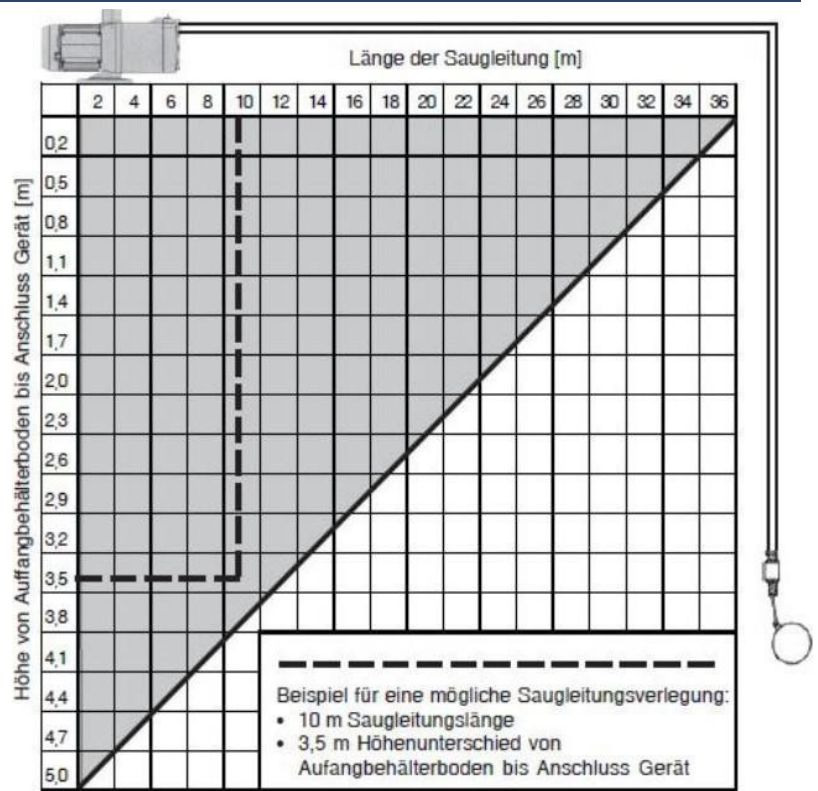 Länge der Saugleitung [m]
2 4 6 8 10 12 14 16 18 20 22 24 26 28 30 32 34 36
Höhe von Auffangbehälterboden bis Anschluss Gerät [m]
0,2
0,5
0,8
1,1
1,4
1,7
2,0
2,3
2,6
2,9
3,2
3,5
3,8
4,1
4,4
4,7
5,0
Beispiel für eine mögliche Saugleitungsverlegung:
• 10 m Saugleitungslänge
• 3,5 m Höhenunterschied von
Aufangbehälterboden bis Anschluss Gerät